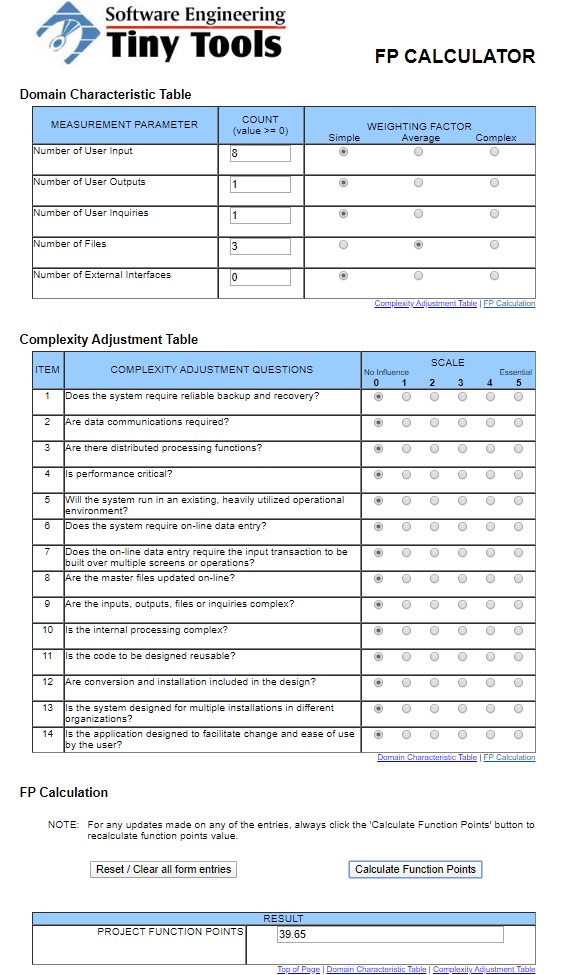 Software Engineering
Tiny Tools
FP CALCULATOR
Domain Characteristic Table
MEASUREMENT PARAMETER
COUNT
(value >= 0)
WEIGHTING FACTOR
Simple Average Complex
Number of User Input 8
Number of User Outputs 1
Number of User Inquiries 1
Number of Files 3
Number of External Interfaces 0
Complexity Adjustment Table | FP Calculation
Complexity Adjustment Table
ITEM COMPLEXITY ADJUSTMENT QUESTIONS
SCALE
No Influence Essential
0 1 2 3 4 5
1 Does the system require reliable backup and recovery?
2 Are data communications required?
3 Are there distributed processing functions?
4 Is performance critical?
5 Will the system run in an existing, heavily utilized operational
environment?
6 Does the system require on-line data entry?
7 Does the on-line data entry require the input transaction to be
built over multiple screens or operations?
8 Are the master files updated on-line?
9 Are the inputs, outputs, files or inquiries complex?
10 Is the internal processing complex?
11 Is the code to be designed reusable?
12 Are conversion and installation included in the design?
13 Is the system designed for multiple installations in different
organizations?
14 Is the application designed to facilitate change and ease of use
by the user?
Domain Characteristic Table | FP Calculation
FP Calculation
NOTE: For any updates made on any of the entries, always click the 'Calculate Function Points' button to
recalculate function points value.
Reset / Clear all form entries Calculate Function Points
RESULT
PROJECT FUNCTION POINTS 39.65
Top of Page | Domain Characteristic Table | Complexity Adjustment Table